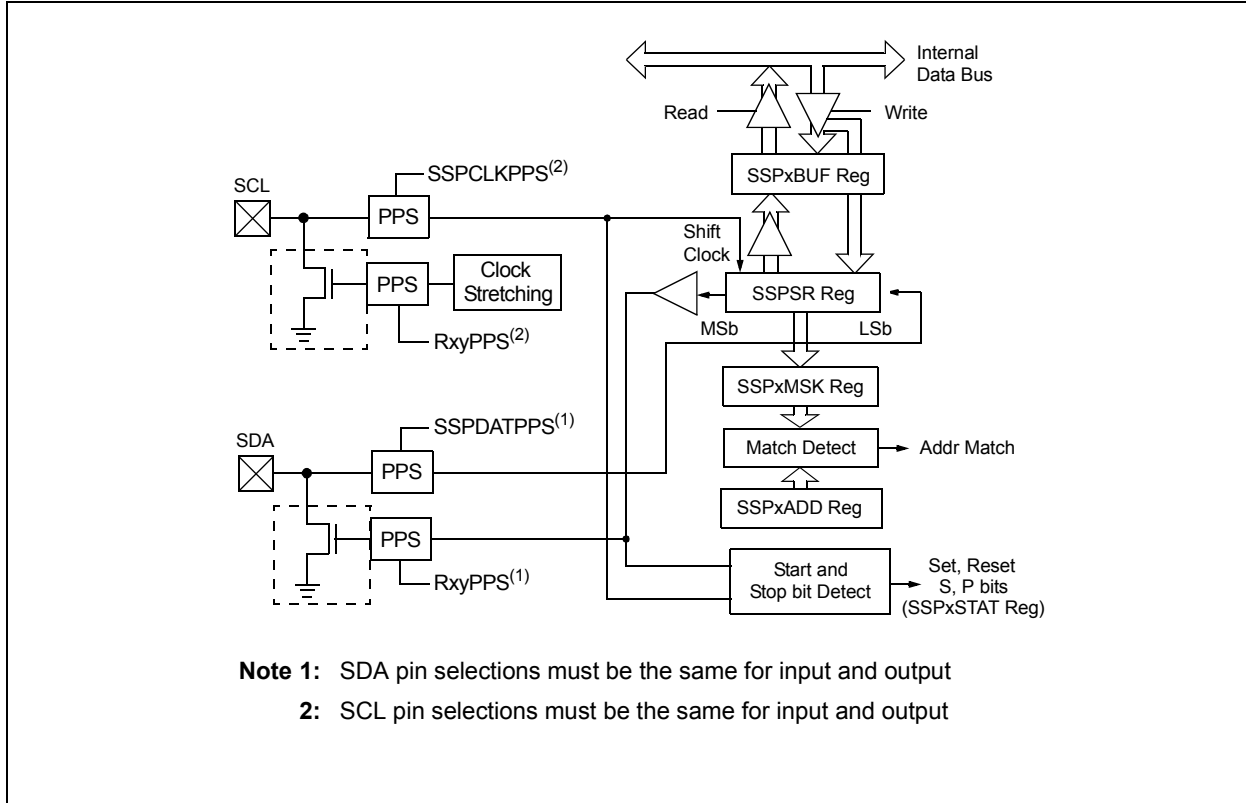 Internal
Data Bus
Read
Write
SSPxBUF Reg
SSPCLKPPS(2)
SCL
PPS
Shift
Clock
Clock
Stretching
PPS
SSPSR Reg
MSb
LSb
RxyPPS(2)
SSPxMSK Reg
SSPDATPPS(1)
SDA
PPS
Match Detect
Addr Match
SSPxADD Reg
PPS
RxyPPS(1)
Start and
Stop bit Detect
Set, Reset
S, P bits
(SSPxSTAT Reg)
Note 1: SDA pin selections must be the same for input and output
2: SCL pin selections must be the same for input and output